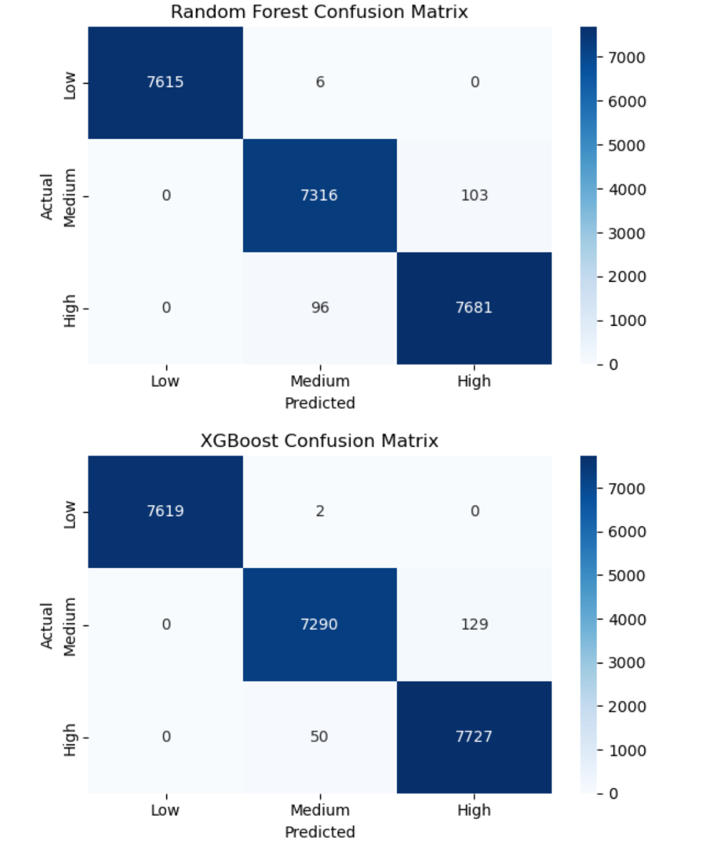 Random Forest Confusion Matrix
Low 7615 6 0
Actual
Medium 0 7316 103
High 0 96 7681
Low Medium High
Predicted
7000
6000
5000
4000
3000
2000
1000
0
XGBoost Confusion Matrix
Low 7619 2 0
Actual
Medium 0 7290 129
High 0 50 7727
Low Medium High
Predicted
7000
6000
5000
4000
3000
2000
1000
0